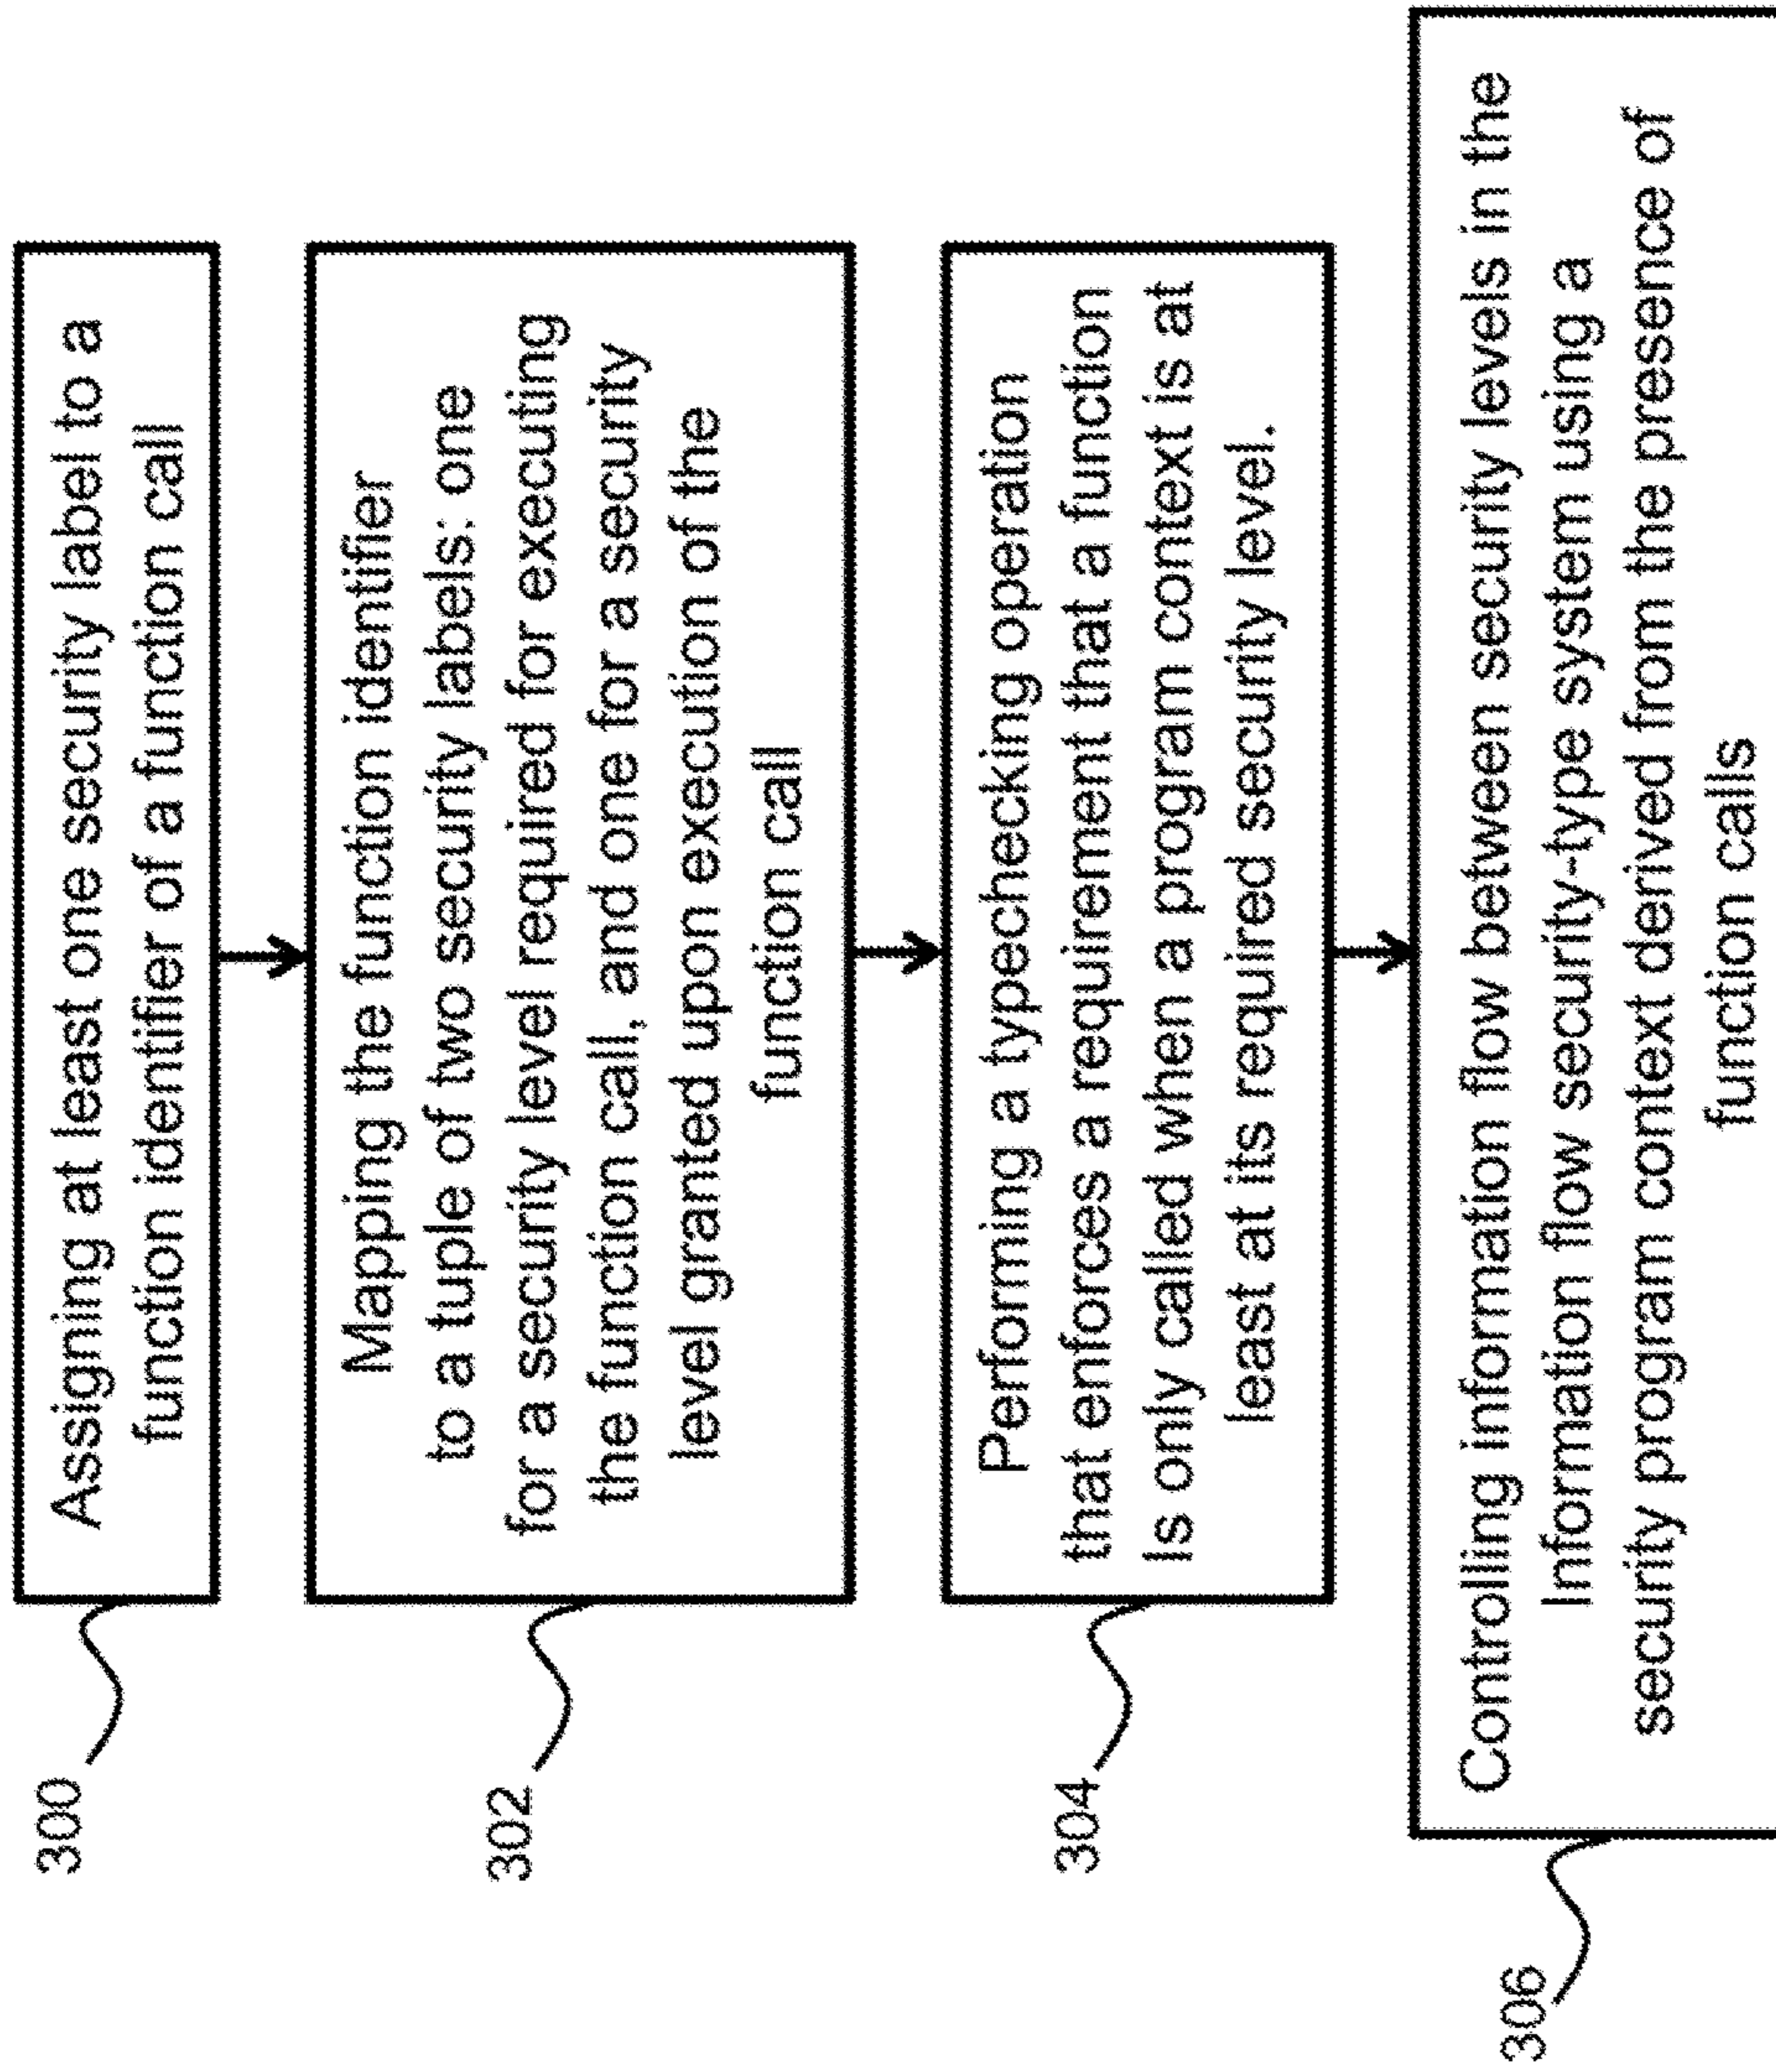 300
Assigning at least one security label to a
function identifier of a function call
302
Mapping the function identifier
to a tuple of two security labels: one
for a security level required for executing
the function call, and one for a security
level granted upon execution of the
function call
304
Performing a typechecking operation
that enforces a requirement that a function
Is only called when a program context is at
least at its required security level.
306
Controlling information flow between security levels in the
Information flow security-type system using a
security program context derived from the presence of
function calls